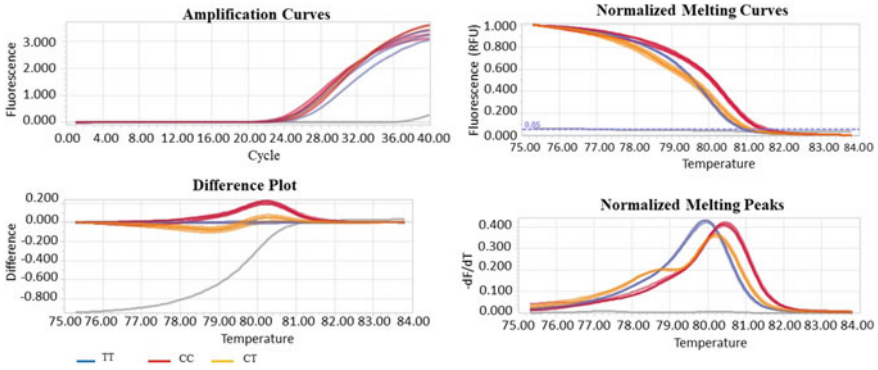 Amplification Curves
Fluorescence
3.000
2.000
1.000
0.000
0.00 4.00 8.00 12.00 16.00 20.00 24.00 28.00 32.00 36.00 40.00
Cycle
Normalized Melting Curves
Fluorescence (RFU)
1.000
0.800
0.600
0.400
0.200
0.000
0.05
75.00 76.00 77.00 78.00 79.00 80.00 81.00 82.00 83.00 84.00
Temperature
Difference Plot
Difference
0.200
0.000
-0.200
-0.400
-0.600
-0.800
75.00 76.00 77.00 78.00 79.00 80.00 81.00 82.00 83.00 84.00
Temperature
TT CC CT
Normalized Melting Peaks
-dF/dT
0.400
0.300
0.200
0.100
0.000
75.00 76.00 77.00 78.00 79.00 80.00 81.00 82.00 83.00 84.00
Temperature